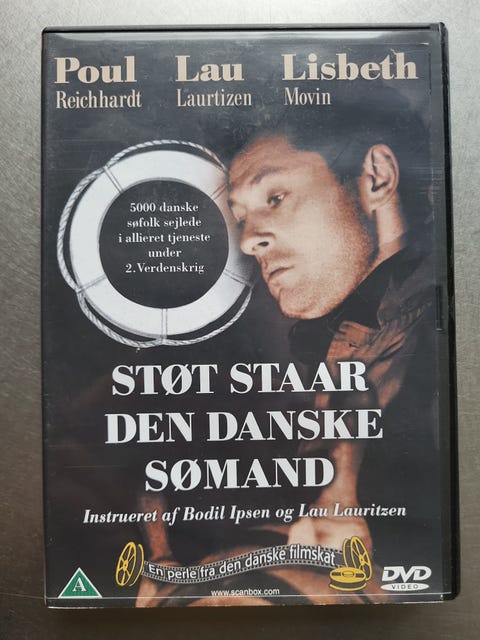 Poul Lau Lisbeth
Reichhardt Laurtizen Movin
5000 danske
søfolk sejlede
i allieret tjeneste
under
2. Verdenskrig
STØT STAAR
DEN DANSKE
SØMAND
Instrueret af Bodil Ipsen og Lau Lauritzen
En perle fra den danske filmskat
A
www.scanbox.com
DVD
VIDEO